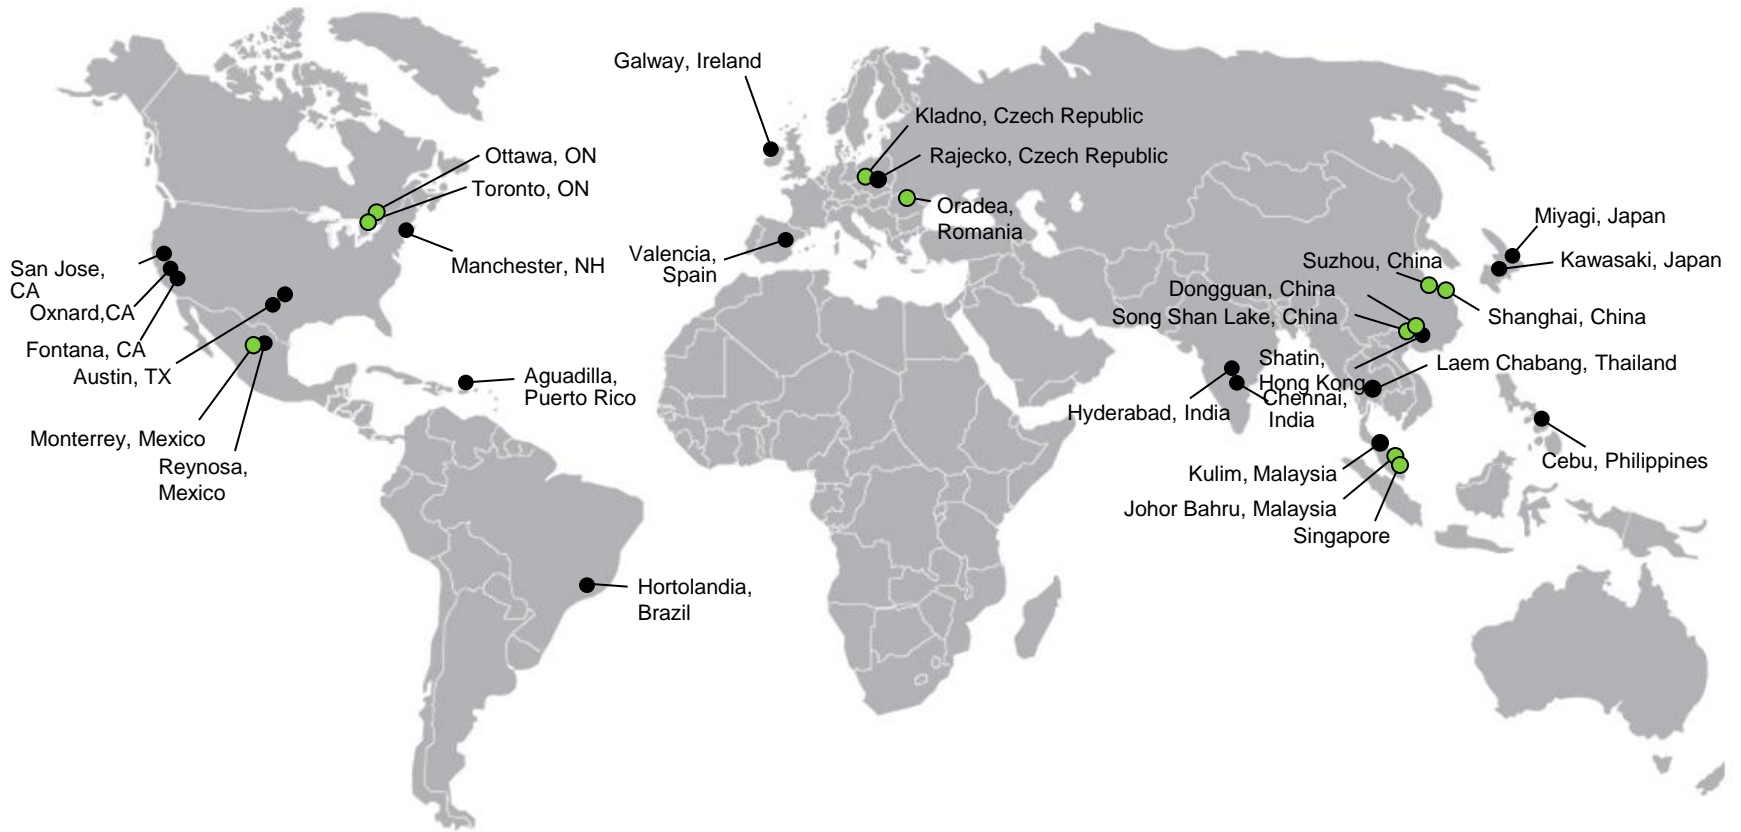 Galway, Ireland
Kladno, Czech Republic
Rajecko, Czech Republic
Ottawa, ON
Toronto, ON
Oradea,
Romania
Miyagi, Japan
Manchester, NH
Valencia,
Spain
San Jose,
CA
Oxnard,CA
Suzhou, China
Kawasaki, Japan
Dongguan, China
Song Shan Lake, China
Shanghai, China
Fontana, CA
Austin, TX
Aguadilla,
Puerto Rico
Shatin,
Hong Kong
Laem Chabang, Thailand
Chennai,
India
Hyderabad, India
Monterrey, Mexico
Reynosa,
Mexico
Cebu, Philippines
Kulim, Malaysia
Johor Bahru, Malaysia
Singapore
Hortolandia,
Brazil